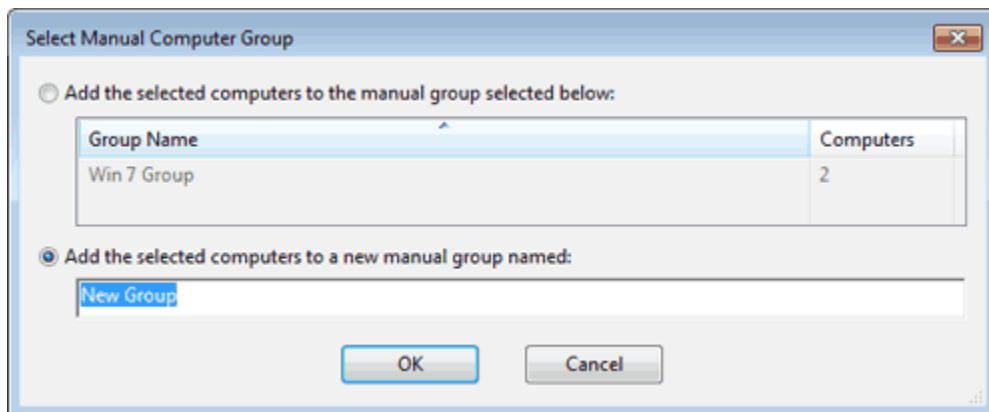 Select Manual Computer Group
Add the selected computers to the manual group selected below:
Group Name Computers
Win 7 Group 2
Add the selected computers to a new manual group named:
New Group
OK Cancel